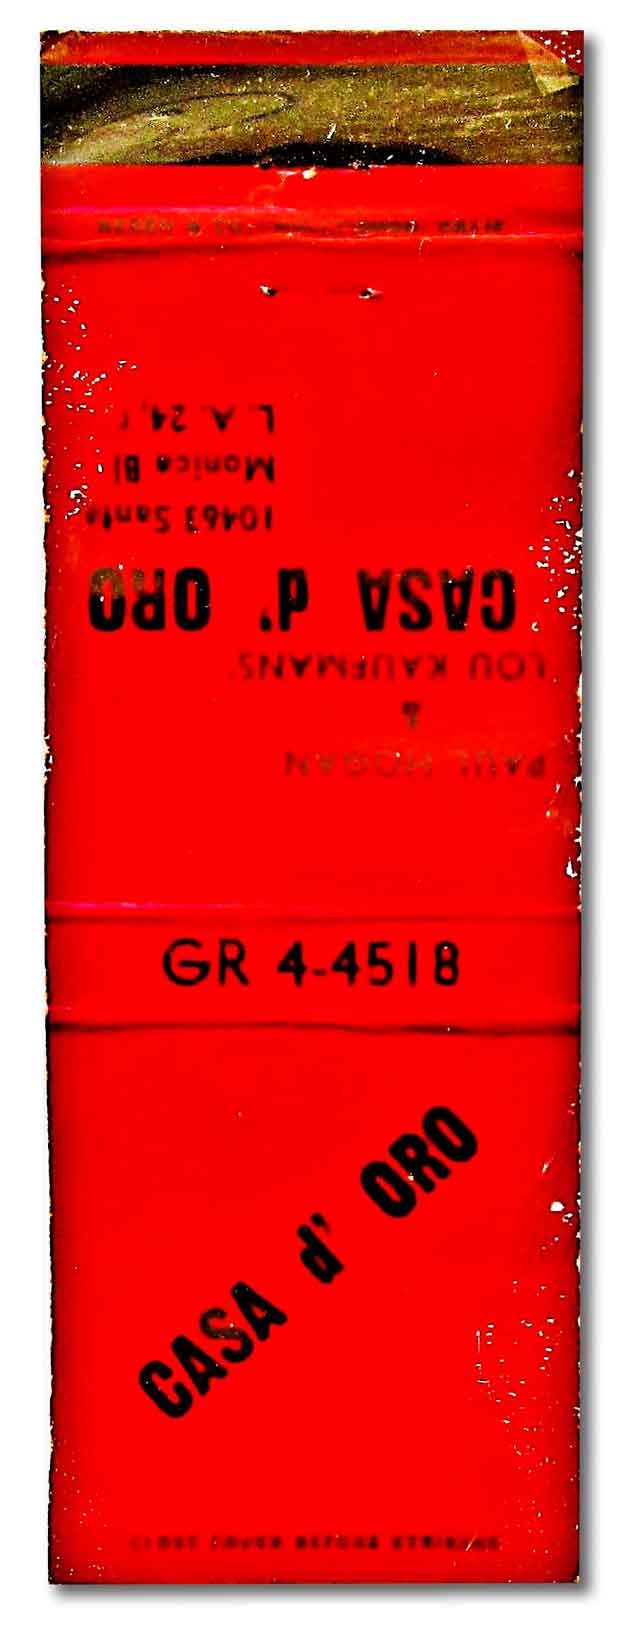 PAUL HOGAN
&
LOU KAUFMANS'
CASA d' ORO
10463 Santa
Monica Bl
L. A. 24,
GR 4-4518
CASA d' ORO
CLOSE COVER BEFORE STRIKING